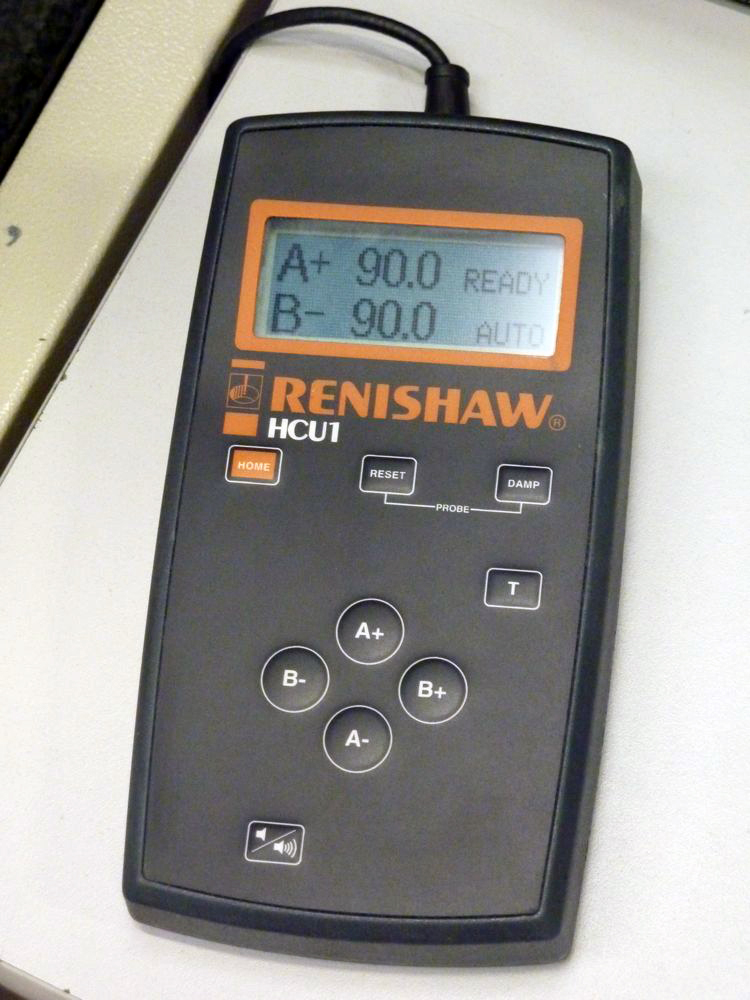 A+ 90.0 READY
B- 90.0 AUTO
RENISHAW®
HCU1
HOME
RESET
DAMP
PROBE
T
A+
B-
B+
A-